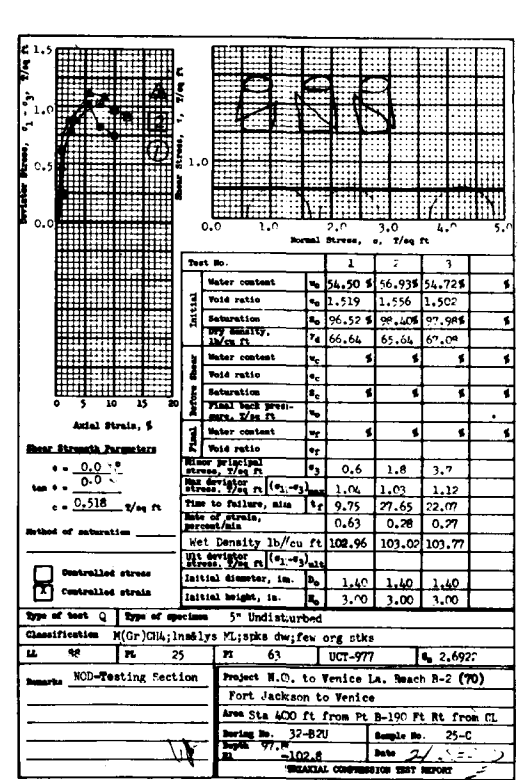 Deviator Stress, σ1 - σ3, T/sq ft
1.5
1.0
0.5
0.0
0 5 10 15 20
Axial Strain, %
Shear Stress, τ, T/sq ft
1.0
0.0 1.0 2.0 3.0 4.0 5.0
Normal Stress, σ, T/sq ft
Test No. 1 2 3
Initial
Water content wo 54.50 % 56.93% 54.72% %
Void ratio eo 1.519 1.556 1.502
Saturation So 96.52 % 98.40% 97.98% %
Dry density, lb/cu ft γd 66.64 65.64 67.08
Before Shear
Water content wc % % % %
Void ratio ec
Saturation Sc % % % %
Final back pressure, T/sq ft uo
Final
Water content wf % % % %
Void ratio ef
Minor principal stress, T/sq ft σ3 0.6 1.8 3.7
Max deviator stress, T/sq ft (σ1-σ3)max 1.04 1.03 1.12
Time to failure, min tf 9.75 27.65 22.07
Rate of strain, percent/min 0.63 0.28 0.27
Wet Density lb//cu ft 102.96 103.02 103.77
Ult deviator stress, T/sq ft (σ1-σ3)ult
Initial diameter, in. Do 1.40 1.40 1.40
Initial height, in. Ho 3.00 3.00 3.00
Shear Strength Parameters
φ = 0.0 °
tan φ = 0.0
c = 0.518 T/sq ft
Method of saturation
Controlled stress
X Controlled strain
Type of test Q Type of specimen 5" Undisturbed
Classification M(Gr)CH4;lns&lys ML;spks dw;few org stks
LL 98 PL 25 PI 63 UCT-977 Gs 2.692
Remarks NOD-Testing Section
Project N.O. to Venice La. Reach B-2 (70)
Fort Jackson to Venice
Area Sta 400 ft from Pt B-190 Ft Rt from CL
Boring No. 32-B2U Sample No. 25-C
Depth 97.
El -102.8 Date
TRIAXIAL COMPRESSION TEST REPORT